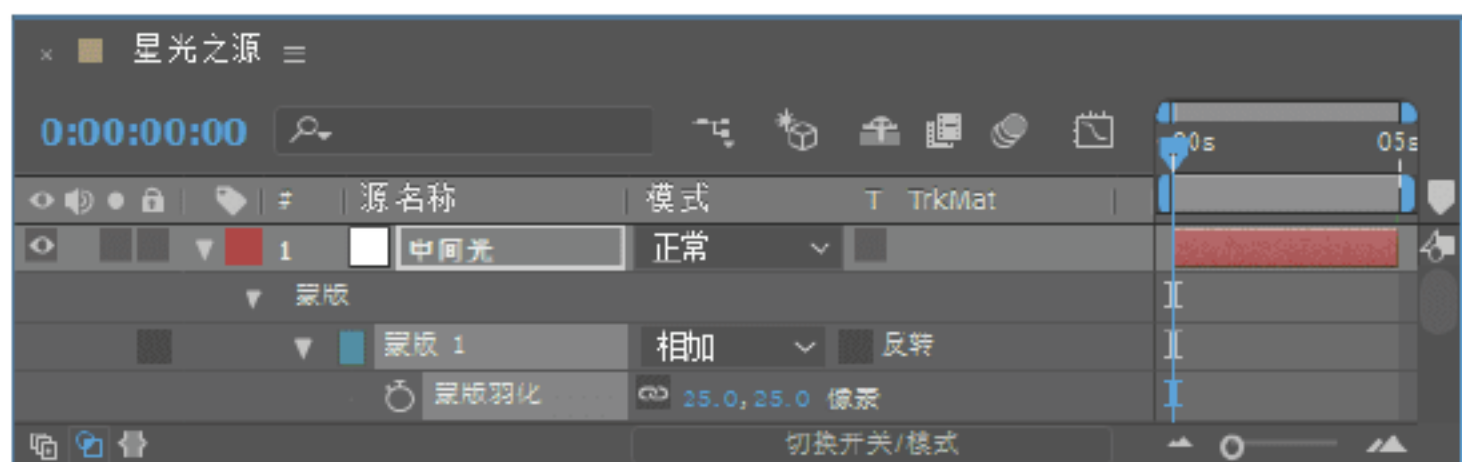 星光之源
0:00:00:00
00s 05s
# 源名称 模式 T TrkMat
1 中间光 正常
蒙版
蒙版 1 相加 反转
蒙版羽化 25.0,25.0 像素
切换开关/模式